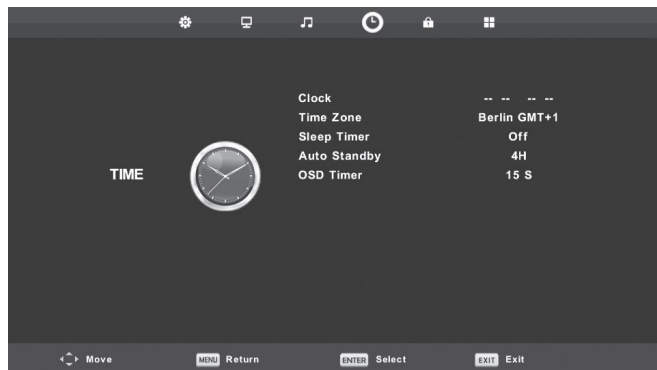 Clock -- -- -- --
Time Zone Berlin GMT+1
Sleep Timer Off
Auto Standby 4H
TIME
OSD Timer 15 S
Move MENU Return ENTER Select EXIT Exit